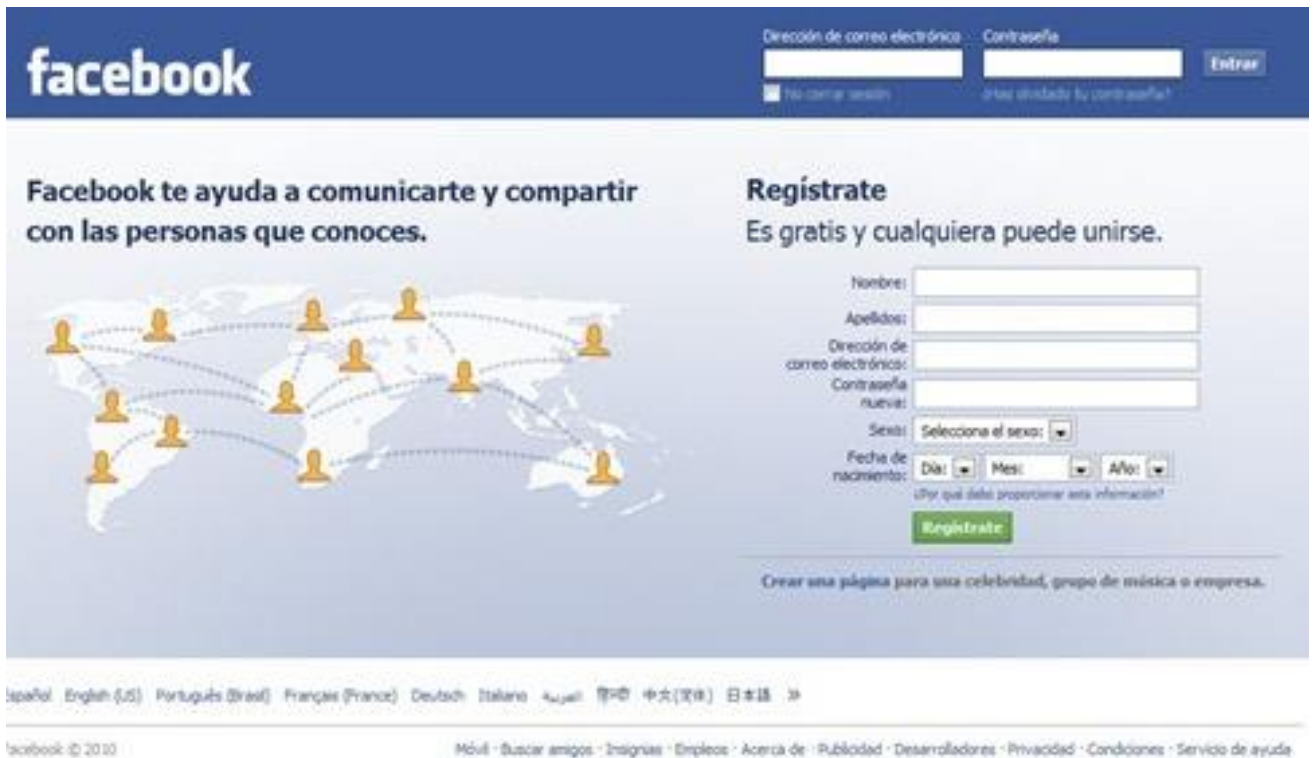 facebook
Dirección de correo electrónico
Contraseña
Entrar
No cerrar sesión
¿Has olvidado tu contraseña?
Facebook te ayuda a comunicarte y compartir
con las personas que conoces.
Regístrate
Es gratis y cualquiera puede unirse.
Nombre:
Apellidos:
Dirección de
correo electrónico:
Contraseña
nueva:
Sexo: Selecciona el sexo:
Fecha de
nacimiento:
Día: Mes: Año:
¿Por qué debo proporcionar esta información?
Regístrate
Crear una página para una celebridad, grupo de música o empresa.
Español English (US) Português (Brasil) Français (France) Deutsch Italiano العربية हिन्दी 中文(简体) 日本語 »
Facebook © 2010
Móvil · Buscar amigos · Insignias · Empleos · Acerca de · Publicidad · Desarrolladores · Privacidad · Condiciones · Servicio de ayuda